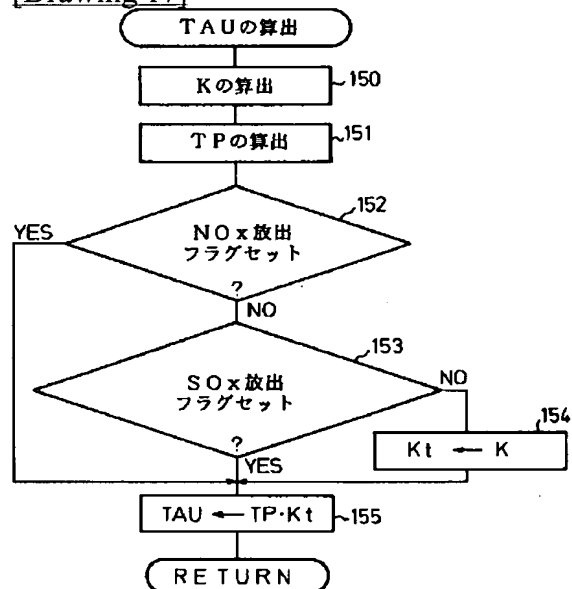 [Drawing 17]
TAUの算出
Kの算出
150
TPの算出
151
152
YES
NOx放出
フラグセット
?
NO
153
SOx放出
フラグセット
?
NO
YES
154
Kt ← K
TAU ← TP·Kt
155
RETURN